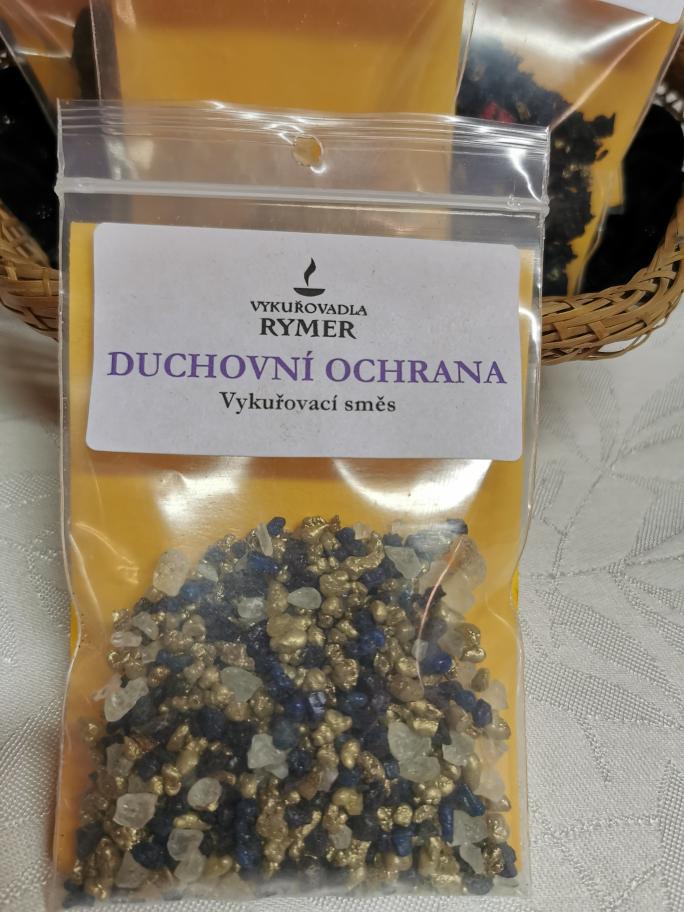 VYKUŘOVADLA
RYMER
DUCHOVNÍ OCHRANA
Vykuřovací směs